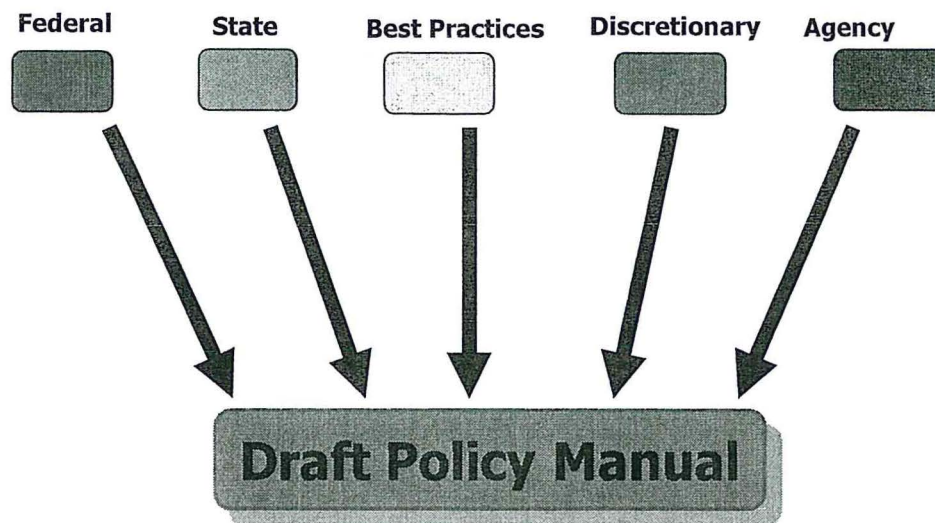 Federal
State
Best Practices
Discretionary
Agency
Draft Policy Manual